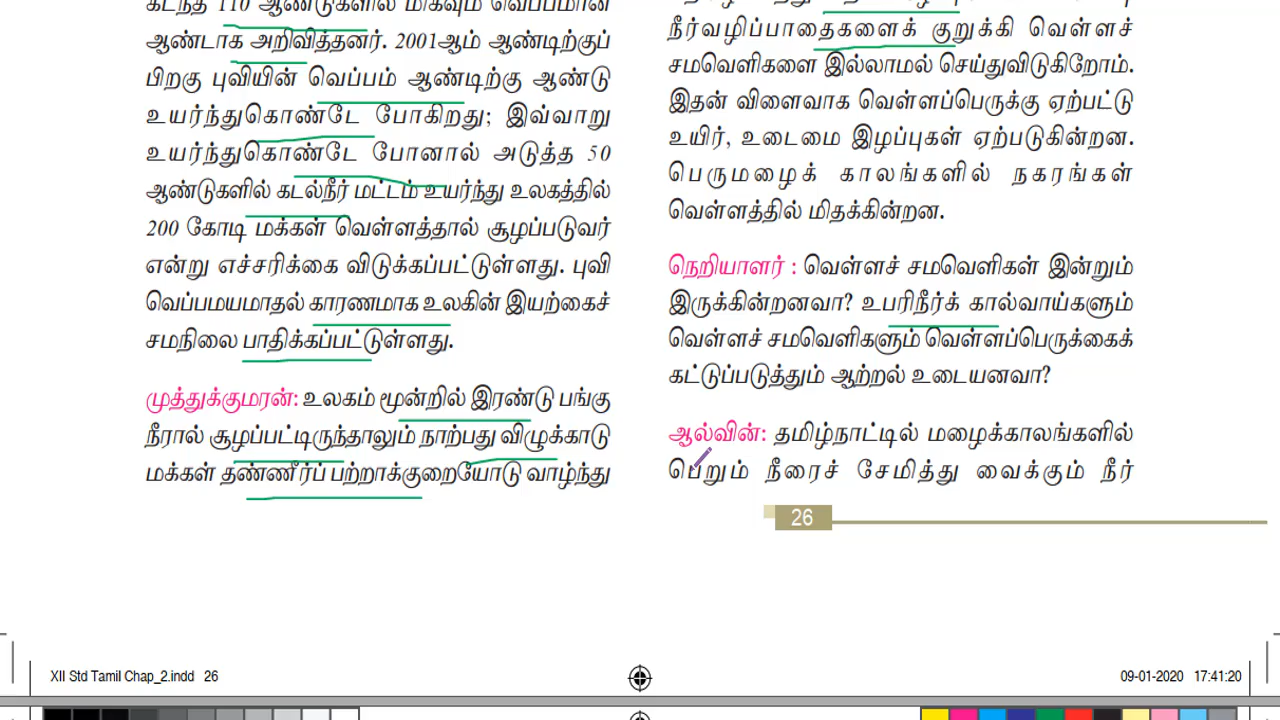 கடந்த 110 ஆண்டுகளில் மிகவும் வெப்பமான
ஆண்டாக அறிவித்தனர். 2001ஆம் ஆண்டிற்குப்
பிறகு புவியின் வெப்பம் ஆண்டிற்கு ஆண்டு
உயர்ந்துகொண்டே போகிறது; இவ்வாறு
உயர்ந்துகொண்டே போனால் அடுத்த 50
ஆண்டுகளில் கடல்நீர் மட்டம் உயர்ந்து உலகத்தில்
200 கோடி மக்கள் வெள்ளத்தால் சூழப்படுவர்
என்று எச்சரிக்கை விடுக்கப்பட்டுள்ளது. புவி
வெப்பமயமாதல் காரணமாக உலகின் இயற்கைச்
சமநிலை பாதிக்கப்பட்டுள்ளது.
முத்துக்குமரன்: உலகம் மூன்றில் இரண்டு பங்கு
நீரால் சூழப்பட்டிருந்தாலும் நாற்பது விழுக்காடு
மக்கள் தண்ணீர்ப் பற்றாக்குறையோடு வாழ்ந்து
நீர்வழிப்பாதைகளைக் குறுக்கி வெள்ளச்
சமவெளிகளை இல்லாமல் செய்துவிடுகிறோம்.
இதன் விளைவாக வெள்ளப்பெருக்கு ஏற்பட்டு
உயிர், உடைமை இழப்புகள் ஏற்படுகின்றன.
பெருமழைக் காலங்களில் நகரங்கள்
வெள்ளத்தில் மிதக்கின்றன.
நெறியாளர் : வெள்ளச் சமவெளிகள் இன்றும்
இருக்கின்றனவா? உபரிநீர்க் கால்வாய்களும்
வெள்ளச் சமவெளிகளும் வெள்ளப்பெருக்கைக்
கட்டுப்படுத்தும் ஆற்றல் உடையனவா?
ஆல்வின்: தமிழ்நாட்டில் மழைக்காலங்களில்
பெறும் நீரைச் சேமித்து வைக்கும் நீர்
26
XII Std Tamil Chap_2.indd 26
09-01-2020 17:41:20